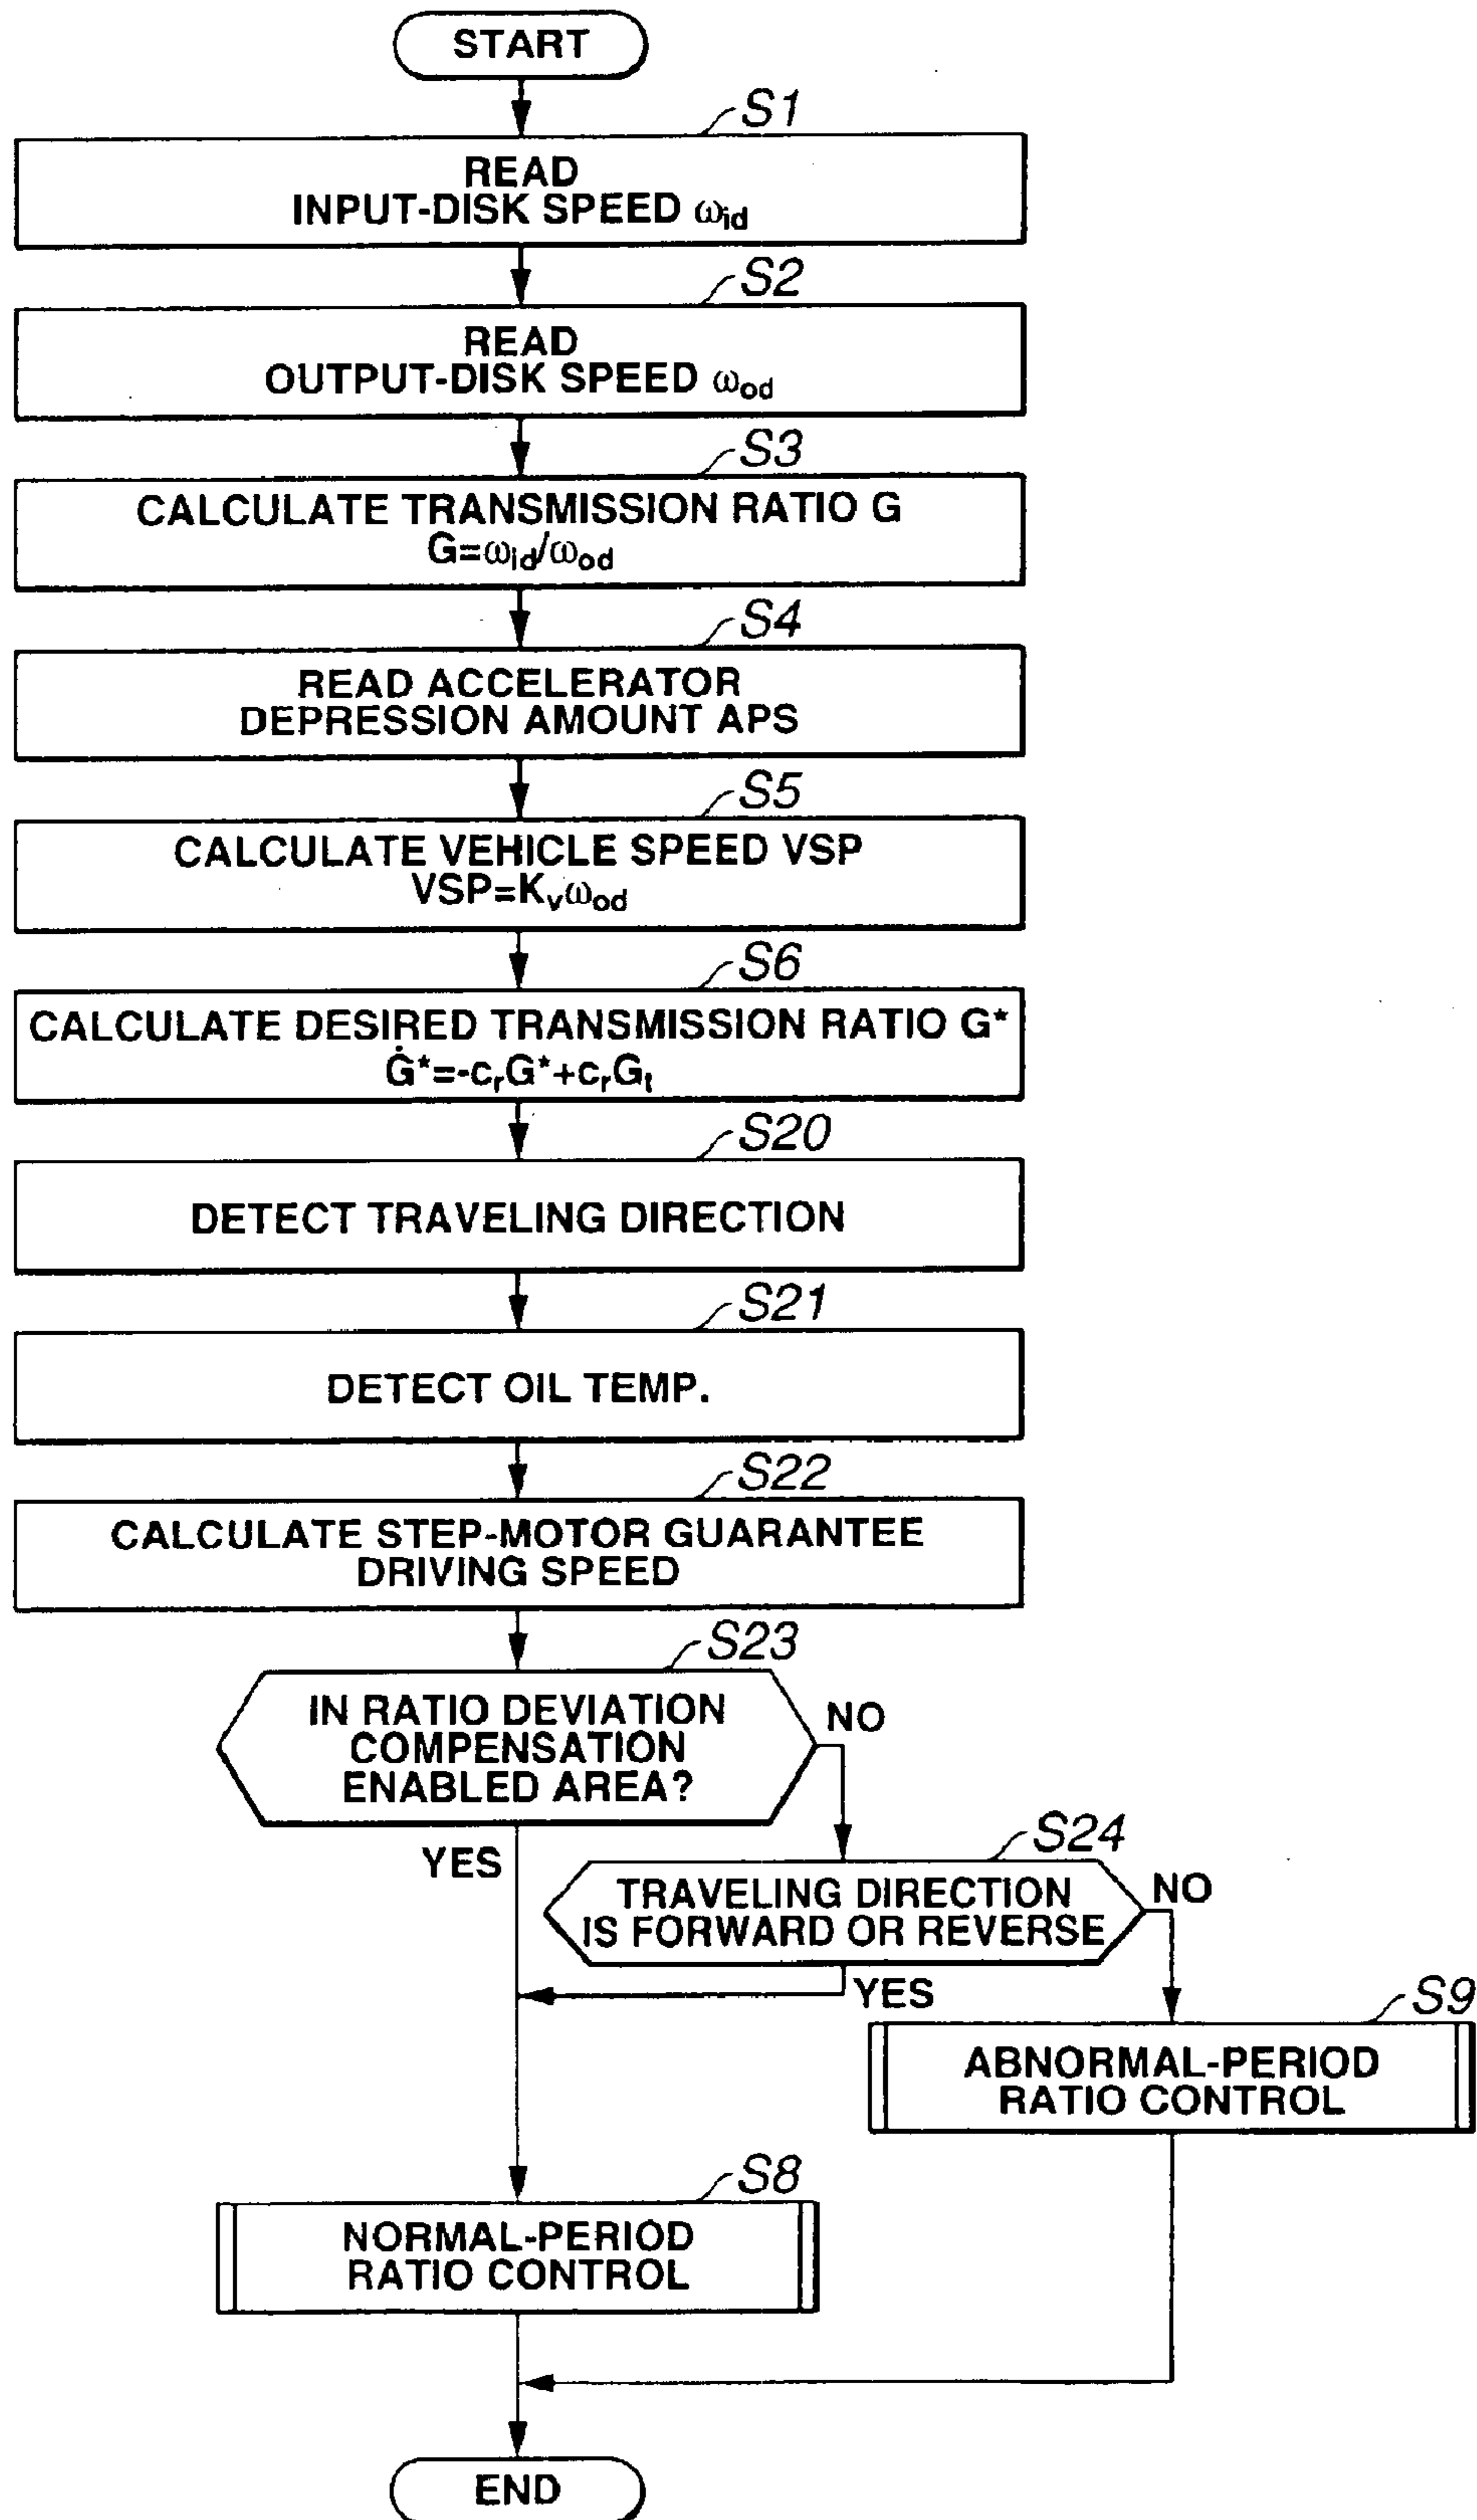 START
S1
READ
INPUT-DISK SPEED ωid
S2
READ
OUTPUT-DISK SPEED ωod
S3
CALCULATE TRANSMISSION RATIO G
G=ωid/ωod
S4
READ ACCELERATOR
DEPRESSION AMOUNT APS
S5
CALCULATE VEHICLE SPEED VSP
VSP=Kvωod
S6
CALCULATE DESIRED TRANSMISSION RATIO G*
Ġ*=-crG*+crGt
S20
DETECT TRAVELING DIRECTION
S21
DETECT OIL TEMP.
S22
CALCULATE STEP-MOTOR GUARANTEE
DRIVING SPEED
S23
IN RATIO DEVIATION
COMPENSATION
ENABLED AREA?
NO
YES
S24
TRAVELING DIRECTION
IS FORWARD OR REVERSE
NO
YES
S9
ABNORMAL-PERIOD
RATIO CONTROL
S8
NORMAL-PERIOD
RATIO CONTROL
END